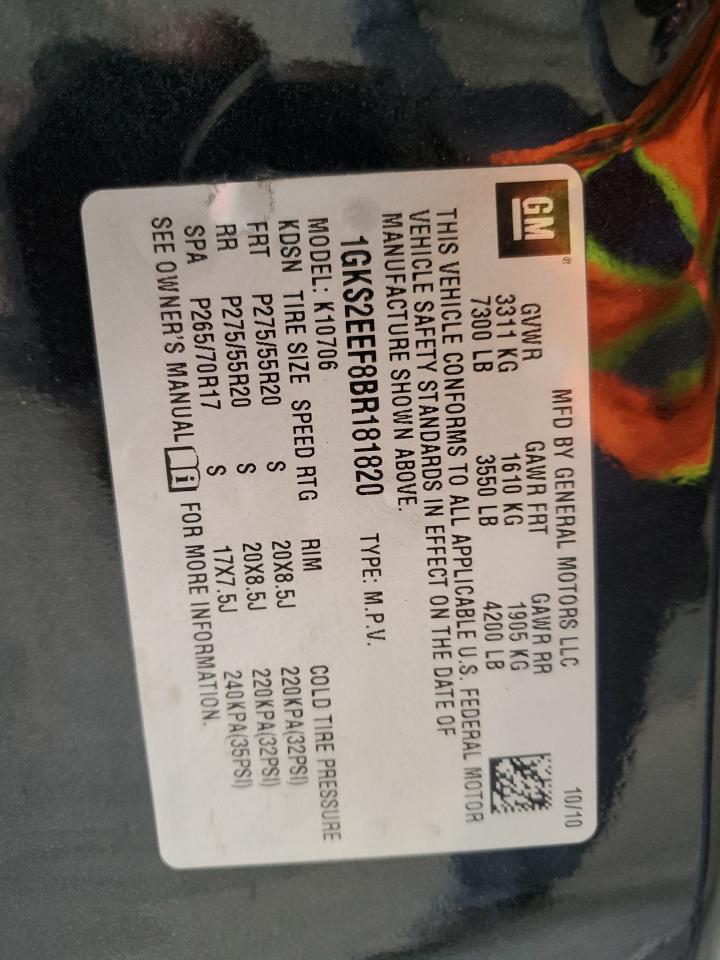 GM®
MFD BY GENERAL MOTORS LLC 10/10
GVWR GAWR FRT GAWR RR
3311 KG 1610 KG 1905 KG
7300 LB 3550 LB 4200 LB
THIS VEHICLE CONFORMS TO ALL APPLICABLE U.S. FEDERAL MOTOR
VEHICLE SAFETY STANDARDS IN EFFECT ON THE DATE OF
MANUFACTURE SHOWN ABOVE.
1GKS2EEF8BR181820 TYPE: M.P.V.
MODEL: K10706
KDSN TIRE SIZE SPEED RTG RIM COLD TIRE PRESSURE
FRT P275/55R20 S 20X8.5J 220KPA(32PSI)
RR P275/55R20 S 20X8.5J 220KPA(32PSI)
SPA P265/70R17 S 17X7.5J 240KPA(35PSI)
SEE OWNER'S MANUAL i FOR MORE INFORMATION.